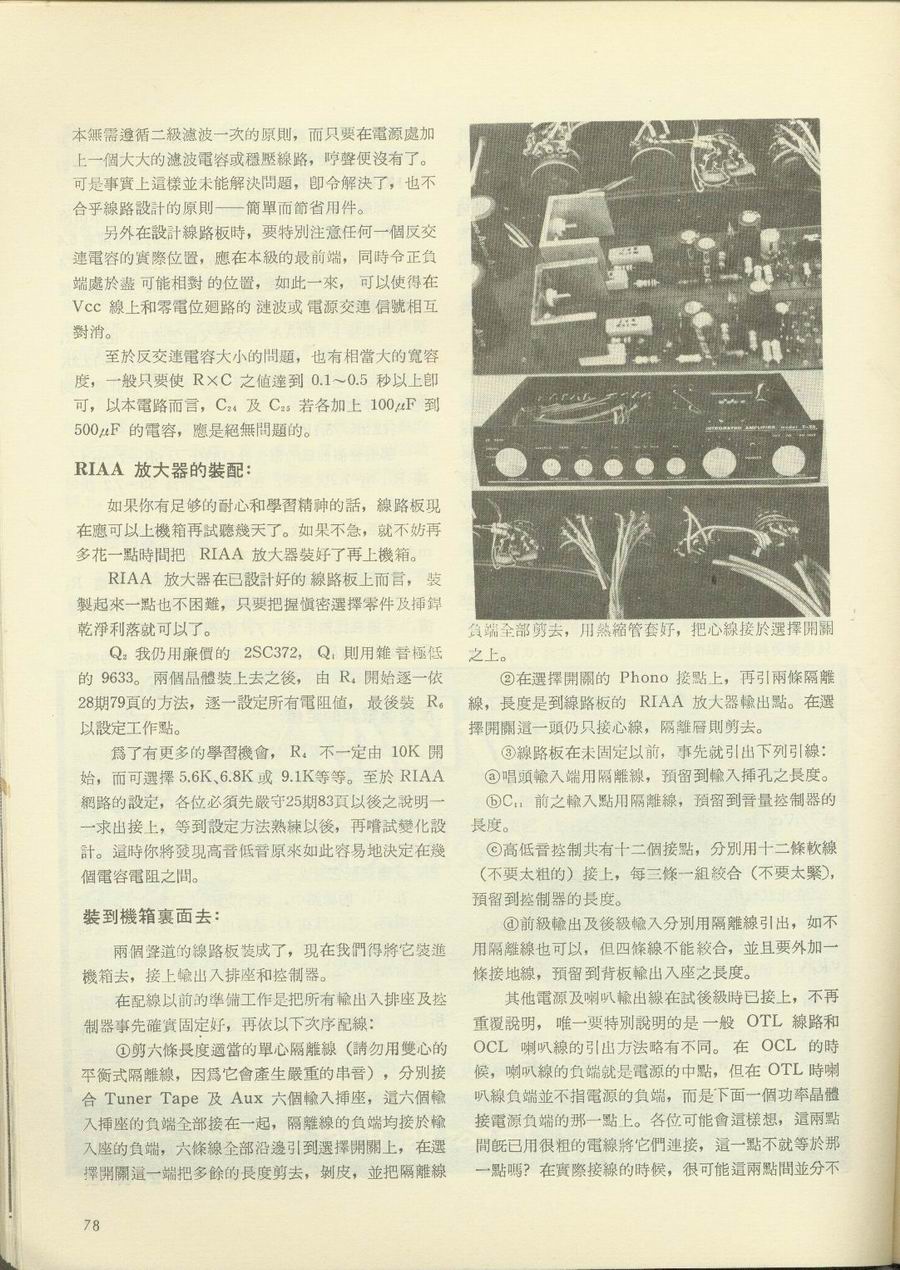 本無需遵循二級濾波一次的原則，而只要在電源處加
上一個大大的濾波電容或穩壓線路，哼聲便沒有了。
可是事實上這樣並未能解決問題，卽令解決了，也不
合乎線路設計的原則——簡單而節省用件。
另外在設計線路板時，要特別注意任何一個反交
連電容的實際位置，應在本級的最前端，同時令正負
端處於盡可能相對的位置，如此一來，可以使得在
Vcc 線上和零電位廻路的漣波或電源交連信號相互
對消。
至於反交連電容大小的問題，也有相當大的寬容
度，一般只要使 R×C 之値達到 0.1～0.5 秒以上卽
可，以本電路而言，C₂₄ 及 C₂₅ 若各加上 100μF 到
500μF 的電容，應是絕無問題的。
RIAA 放大器的裝配：
如果你有足够的耐心和學習精神的話，線路板現
在應可以上機箱再試聽幾天了。如果不急，就不妨再
多花一點時間把 RIAA 放大器裝好了再上機箱。
RIAA 放大器在已設計好的線路板上而言，裝
製起來一點也不困難，只要把握愼密選擇零件及揷銲
乾淨利落就可以了。
Q₂ 我仍用廉價的 2SC372，Q₁ 則用雜音極低
的 9633。兩個晶體裝上去之後，由 R₄ 開始逐一依
28期79頁的方法，逐一設定所有電阻値，最後裝 R₆
以設定工作點。
爲了有更多的學習機會，R₄ 不一定由 10K 開
始，而可選擇 5.6K、6.8K 或 9.1K等等。至於 RIAA
網路的設定，各位必須先嚴守25期83頁以後之說明一
一求出接上，等到設定方法熟練以後，再嚐試變化設
計。這時你將發現高音低音原來如此容易地決定在幾
個電容電阻之間。
裝到機箱裏面去：
兩個聲道的線路板裝成了，現在我們得將它裝進
機箱去，接上輸出入排座和控制器。
在配線以前的準備工作是把所有輸出入排座及控
制器事先確實固定好，再依以下次序配線：
①剪六條長度適當的單心隔離線（請勿用雙心的
平衡式隔離線，因爲它會產生嚴重的串音），分別接
合 Tuner Tape 及 Aux 六個輸入揷座，這六個輸
入揷座的負端全部接在一起，隔離線的負端均接於輸
入座的負端，六條線全部沿邊引到選擇開關上，在選
擇開關這一端把多餘的長度剪去，剝皮，並把隔離線
78
INTEGRATED AMPLIFIER
負端全部剪去，用熱縮管套好，把心線接於選擇開關
之上。
②在選擇開關的 Phono 接點上，再引兩條隔離
線，長度是到線路板的 RIAA 放大器輸出點。在選
擇開關這一頭仍只接心線，隔離層則剪去。
③線路板在未固定以前，事先就引出下列引線：
ⓐ唱頭輸入端用隔離線，預留到輸入揷孔之長度。
ⓑC₁₁ 前之輸入點用隔離線，預留到音量控制器的
長度。
ⓒ高低音控制共有十二個接點，分別用十二條軟線
（不要太粗的）接上，每三條一組絞合（不要太緊），
預留到控制器的長度。
ⓓ前級輸出及後級輸入分別用隔離線引出，如不
用隔離線也可以，但四條線不能絞合，並且要外加一
條接地線，預留到背板輸出入座之長度。
其他電源及喇叭輸出線在試後級時已接上，不再
重覆說明，唯一要特別說明的是一般 OTL 線路和
OCL 喇叭線的引出方法略有不同。在 OCL 的時
候，喇叭線的負端就是電源的中點，但在 OTL 時喇
叭線負端並不指電源的負端，而是下面一個功率晶體
接電源負端的那一點上。各位可能會這樣想，這兩點
間旣已用很粗的電線將它們連接，這一點不就等於那
一點嗎？在實際接線的時候，很可能這兩點間並分不